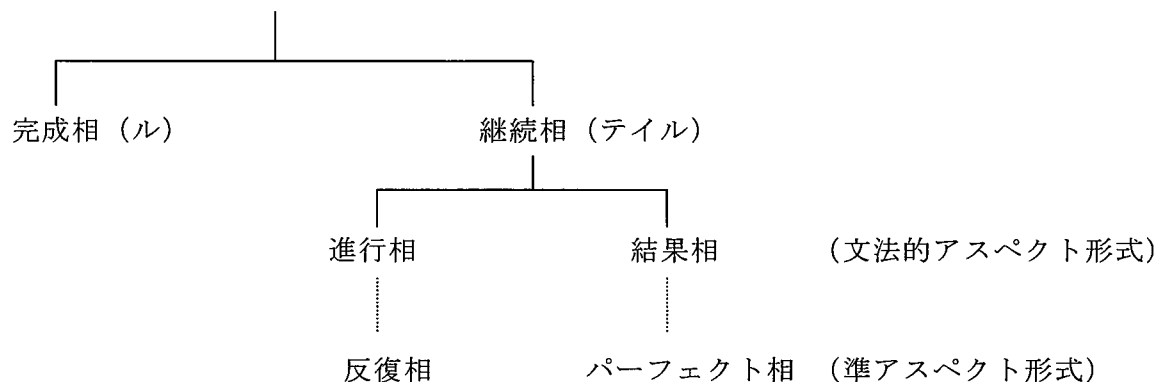 完成相（ル） 継続相（テイル）
進行相 結果相 （文法的アスペクト形式）
反復相 パーフェクト相 （準アスペクト形式）